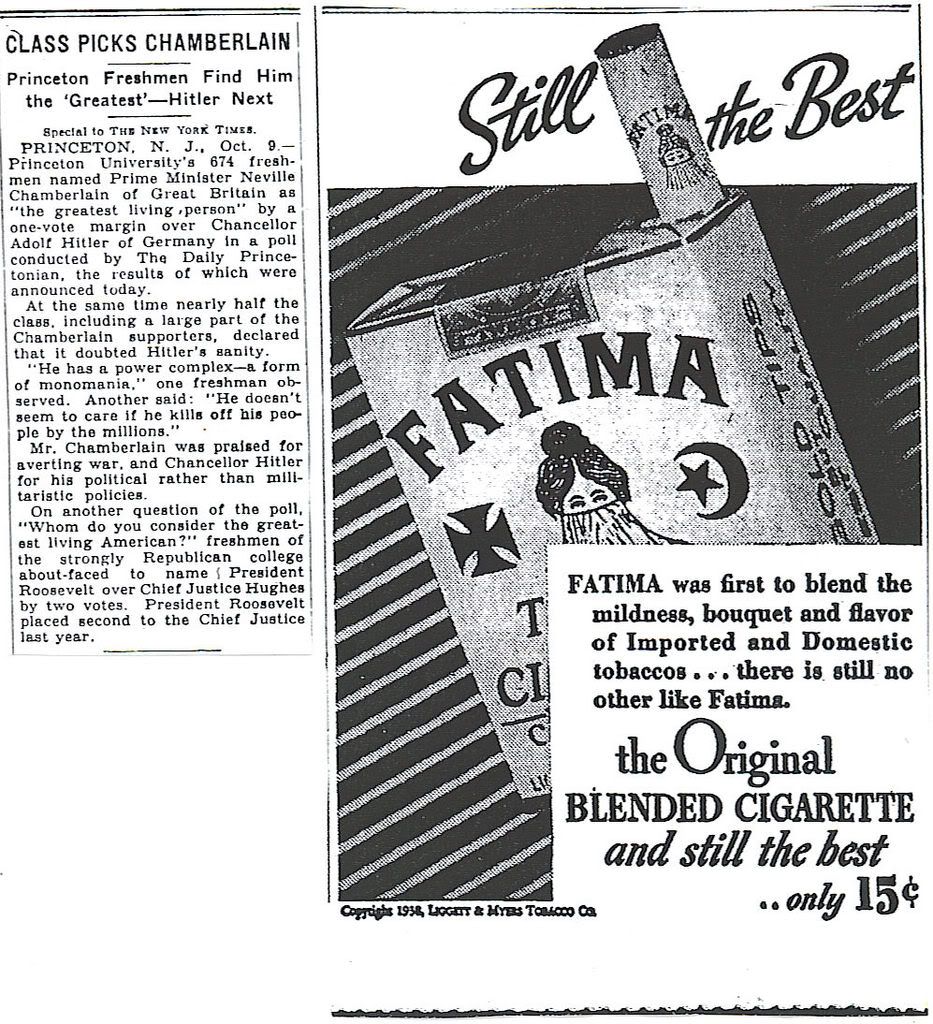 CLASS PICKS CHAMBERLAIN
Princeton Freshmen Find Him
the 'Greatest'—Hitler Next
Special to THE NEW YORK TIMES.
PRINCETON, N. J., Oct. 9.—
Princeton University's 674 fresh-
men named Prime Minister Neville
Chamberlain of Great Britain as
"the greatest living person" by a
one-vote margin over Chancellor
Adolf Hitler of Germany in a poll
conducted by The Daily Prince-
tonian, the results of which were
announced today.
At the same time nearly half the
class, including a large part of the
Chamberlain supporters, declared
that it doubted Hitler's sanity.
"He has a power complex—a form
of monomania," one freshman ob-
served. Another said: "He doesn't
seem to care if he kills off his peo-
ple by the millions."
Mr. Chamberlain was praised for
averting war, and Chancellor Hitler
for his political rather than mili-
taristic policies.
On another question of the poll,
"Whom do you consider the great-
est living American?" freshmen of
the strongly Republican college
about-faced to name President
Roosevelt over Chief Justice Hughes
by two votes. President Roosevelt
placed second to the Chief Justice
last year.
Still the Best
FATIMA
FATIMA
T
CI
C
LI
FATIMA was first to blend the
mildness, bouquet and flavor
of Imported and Domestic
tobaccos . . . there is still no
other like Fatima.
the Original
BLENDED CIGARETTE
and still the best
..only 15¢
Copyright 1938, LIGGETT & MYERS TOBACCO CO.